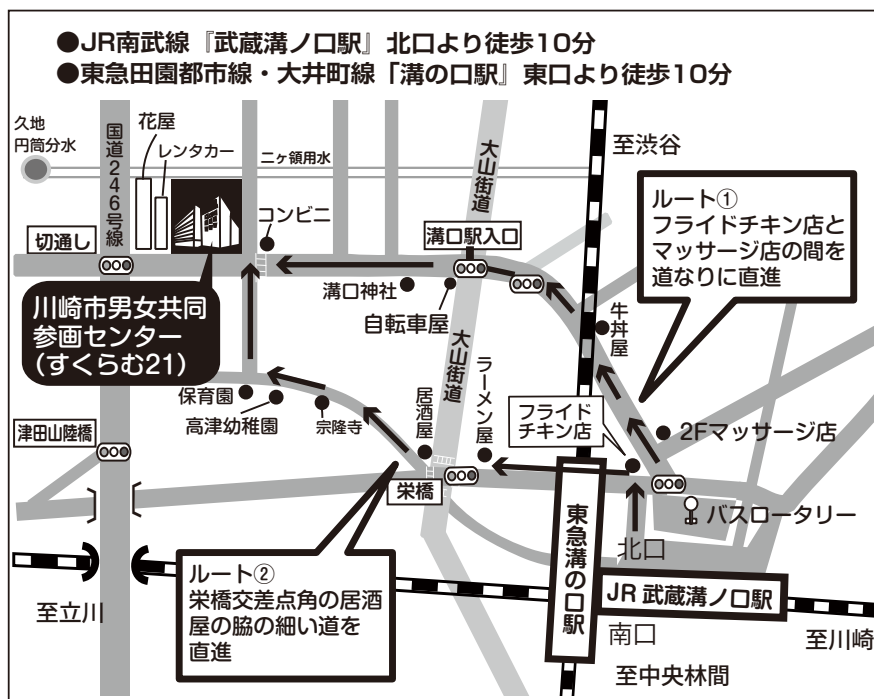 ●JR南武線『武蔵溝ノ口駅』北口より徒歩10分
●東急田園都市線・大井町線「溝の口駅」東口より徒歩10分
久地
円筒分水
国道246号線
花屋
レンタカー
二ヶ領用水
大山街道
至渋谷
ルート①
フライドチキン店と
マッサージ店の間を
道なりに直進
コンビニ
切通し
溝口駅入口
溝口神社
自転車屋
牛丼屋
川崎市男女共同
参画センター
(すくらむ21)
大山街道
保育園
高津幼稚園
宗隆寺
居酒屋
ラーメン屋
フライド
チキン店
2Fマッサージ店
津田山陸橋
栄橋
バスロータリー
北口
東急溝の口駅
ルート②
栄橋交差点角の居酒
屋の脇の細い道を
直進
JR 武蔵溝ノ口駅
至立川
南口
至川崎
至中央林間